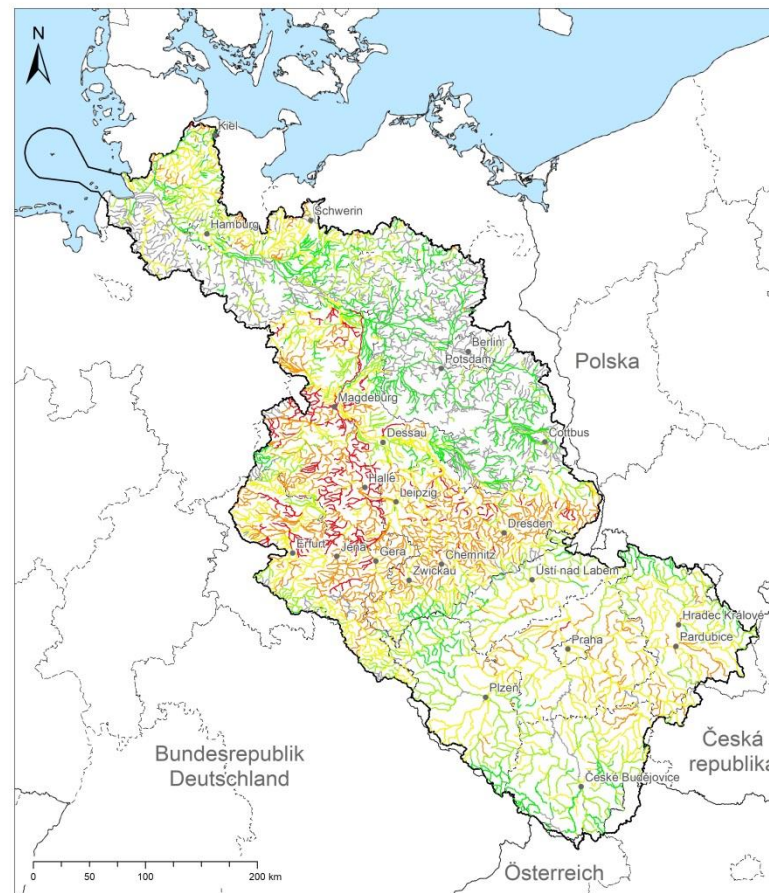 N
Kiel
Schwerin
Hamburg
Berlin
Potsdam
Polska
Magdeburg
Dessau
Cottbus
Halle
Leipzig
Dresden
Erfurt
Jena
Gera
Chemnitz
Zwickau
Ústí nad Labem
Hradec Králové
Praha
Pardubice
Plzeň
Bundesrepublik
Deutschland
Česká
republika
České Budějovice
Österreich
0 50 100 200 km